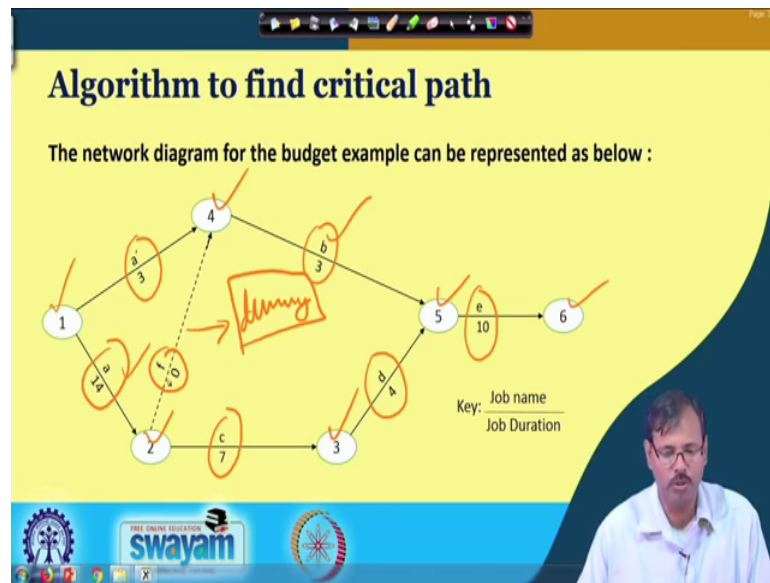 Page
Algorithm to find critical path
The network diagram for the budget example can be represented as below :
4
a'
3
b
3
dummy
1
5
e
10
6
a
14
f
0
d
4
Key: Job name
Job Duration
2
c
7
3
FREE ONLINE EDUCATION
swayam